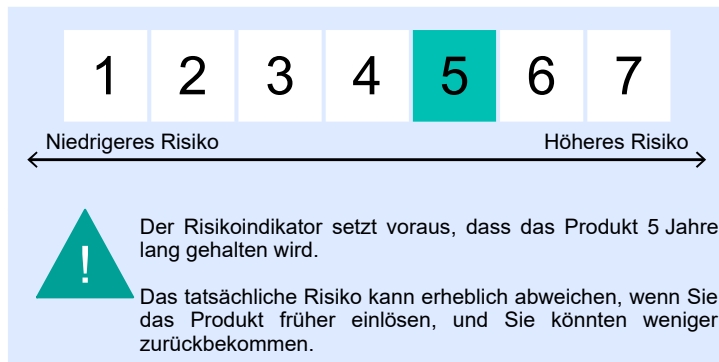 1 2 3 4 5 6 7
Niedrigeres Risiko Höheres Risiko
!
Der Risikoindikator setzt voraus, dass das Produkt 5 Jahre
lang gehalten wird.
Das tatsächliche Risiko kann erheblich abweichen, wenn Sie
das Produkt früher einlösen, und Sie könnten weniger
zurückbekommen.